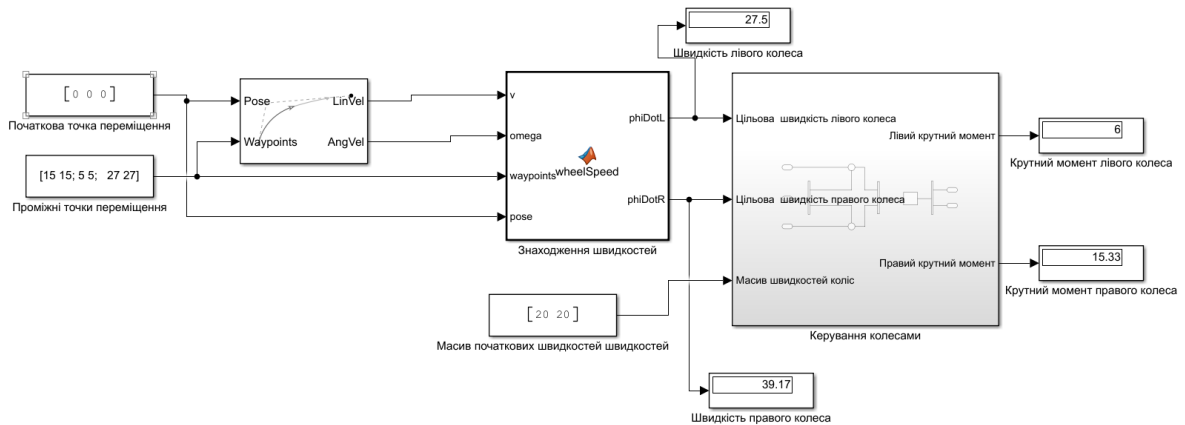 27.5
Швидкість лівого колеса
[ 0 0 0 ]
Початкова точка переміщення
Pose
LinVel
Waypoints
AngVel
[15 15; 5 5; 27 27]
Проміжні точки переміщення
v
omega
waypoints
pose
wheelSpeed
phiDotL
phiDotR
Знаходження швидкостей
Цільова швидкість лівого колеса
Цільова швидкість правого колеса
Масив швидкостей коліс
Лівий крутний момент
Правий крутний момент
Керування колесами
6
Крутний момент лівого колеса
15.33
Крутний момент правого колеса
[ 20 20 ]
Масив початкових швидкостей швидкостей
39.17
Швидкість правого колеса